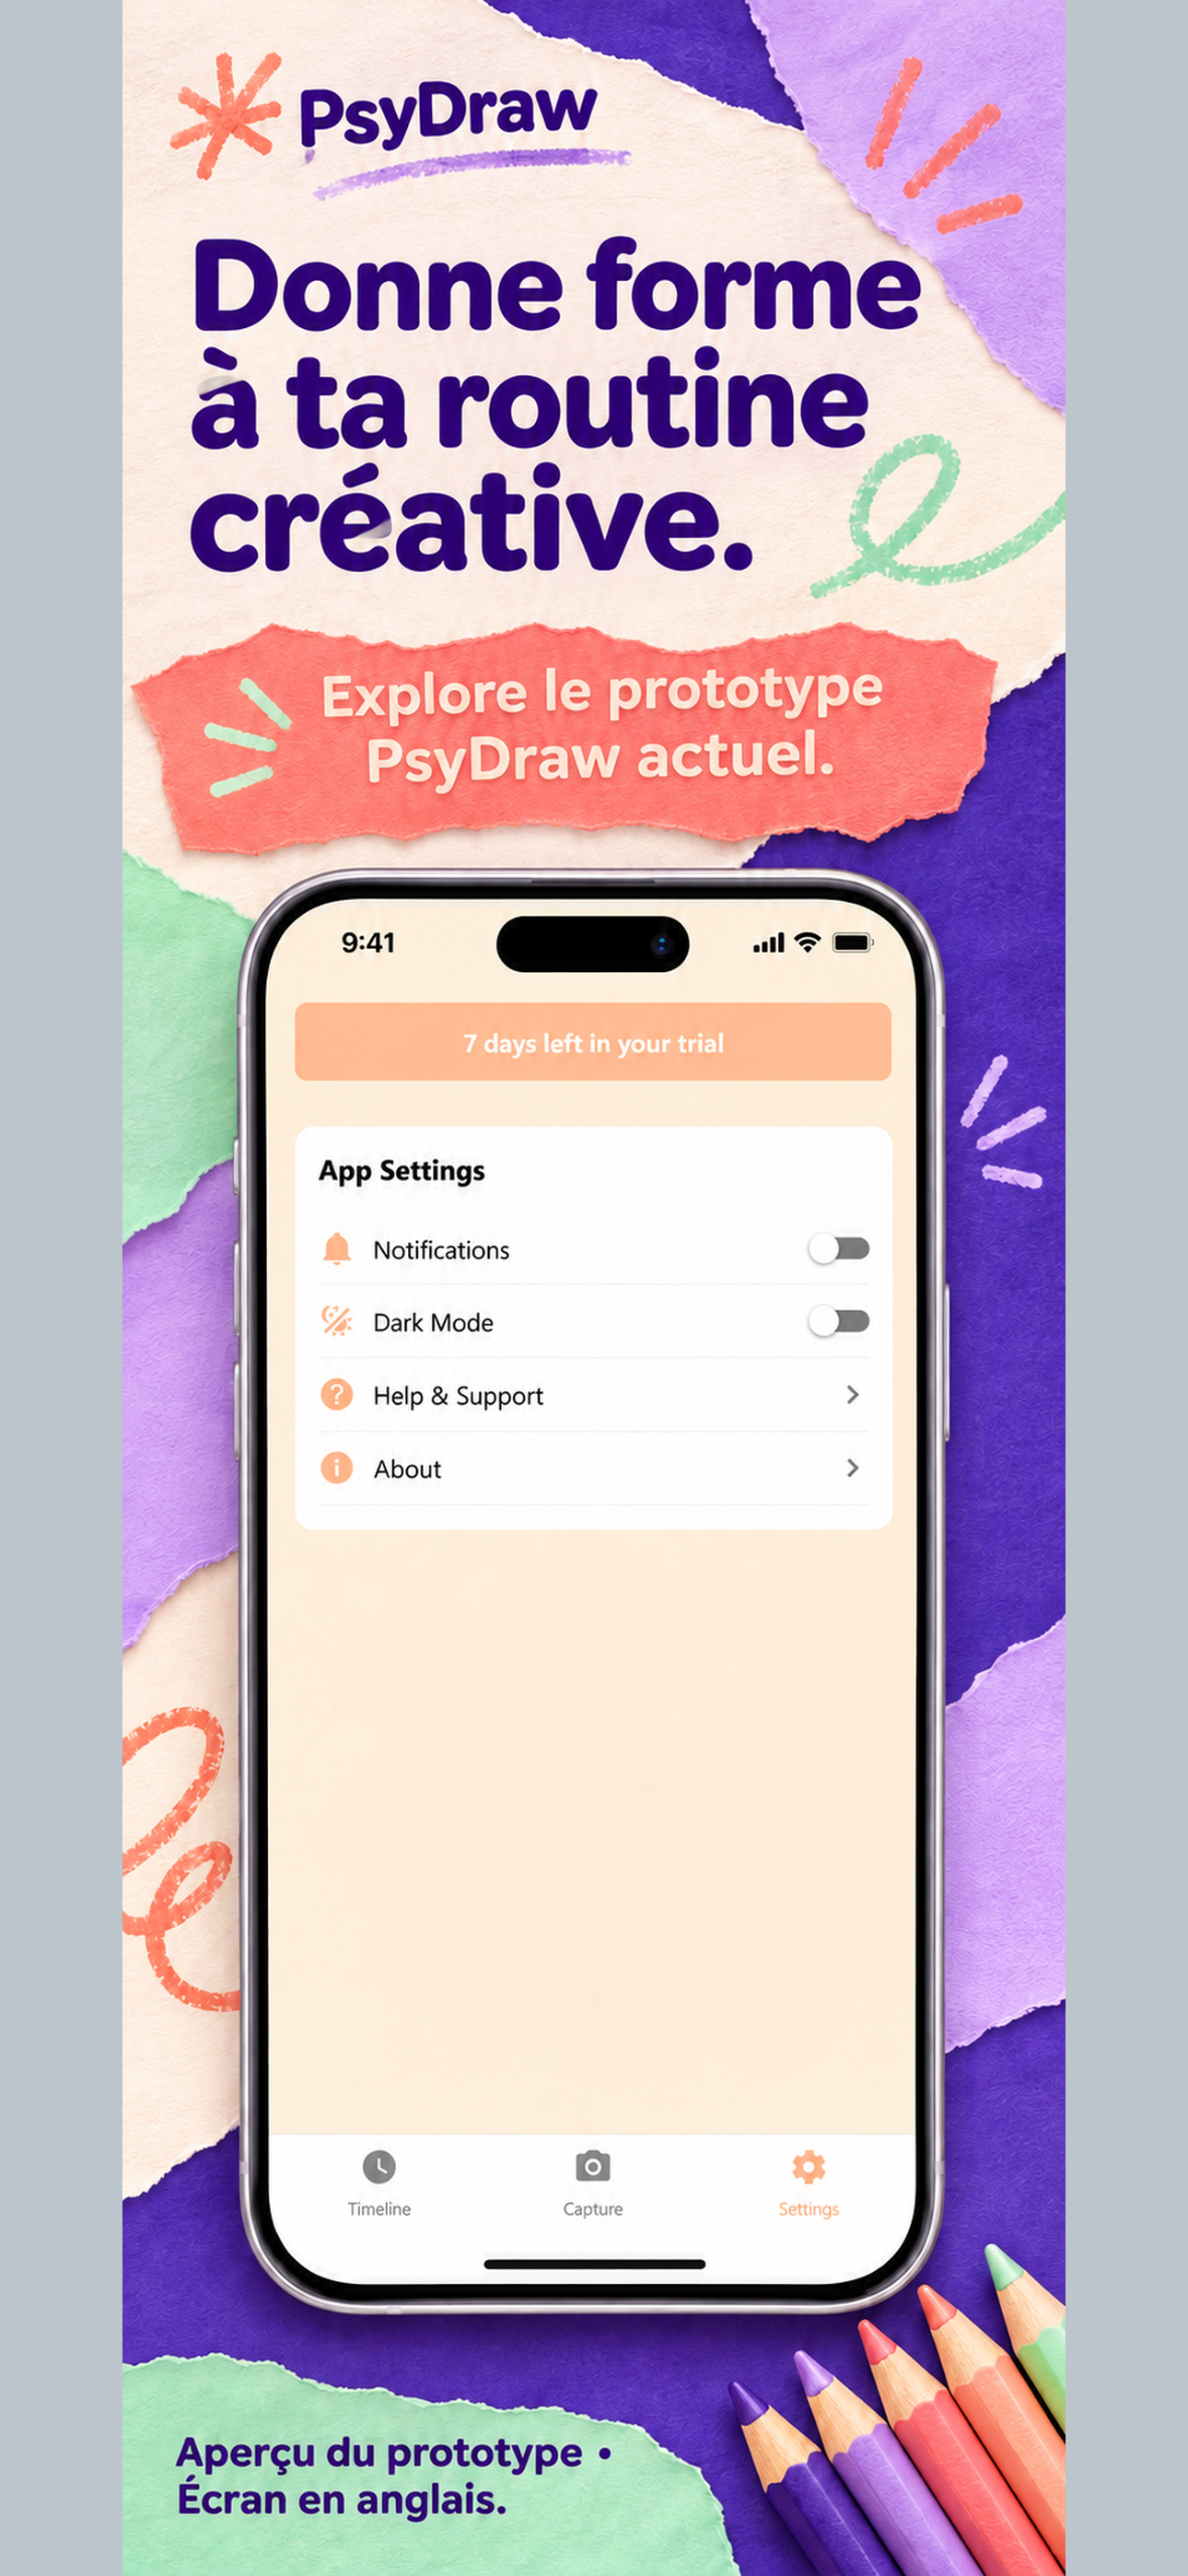 PsyDraw
Donne forme
à ta routine
créative.
Explore le prototype
PsyDraw actuel.
9:41
7 days left in your trial
App Settings
Notifications
Dark Mode
Help & Support
About
Timeline
Capture
Settings
Aperçu du prototype •
Écran en anglais.